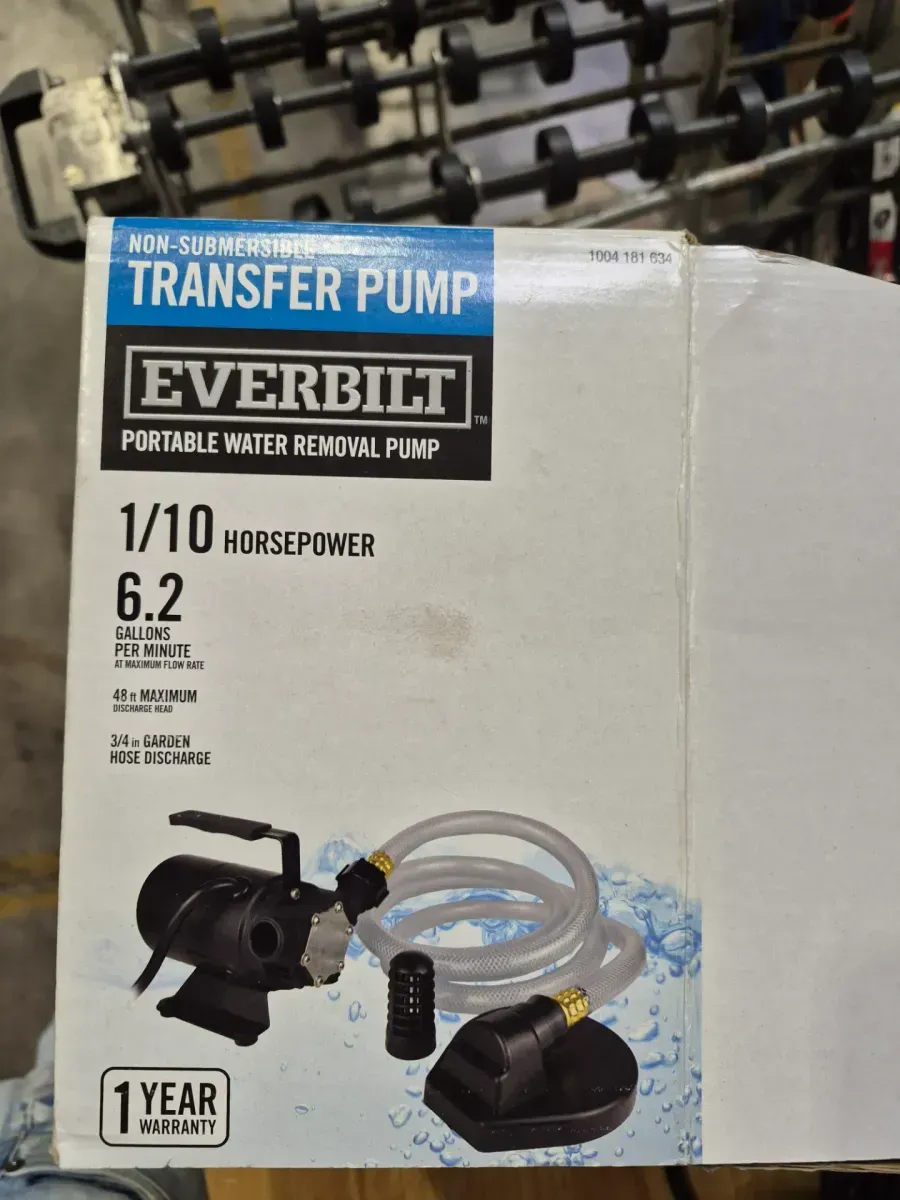 NON-SUBMERSIBLE
TRANSFER PUMP
1004 181 634
EVERBILT
TM
PORTABLE WATER REMOVAL PUMP
1/10 HORSEPOWER
6.2
GALLONS
PER MINUTE
AT MAXIMUM FLOW RATE
48 ft MAXIMUM
DISCHARGE HEAD
3/4 in GARDEN
HOSE DISCHARGE
1 YEAR
WARRANTY